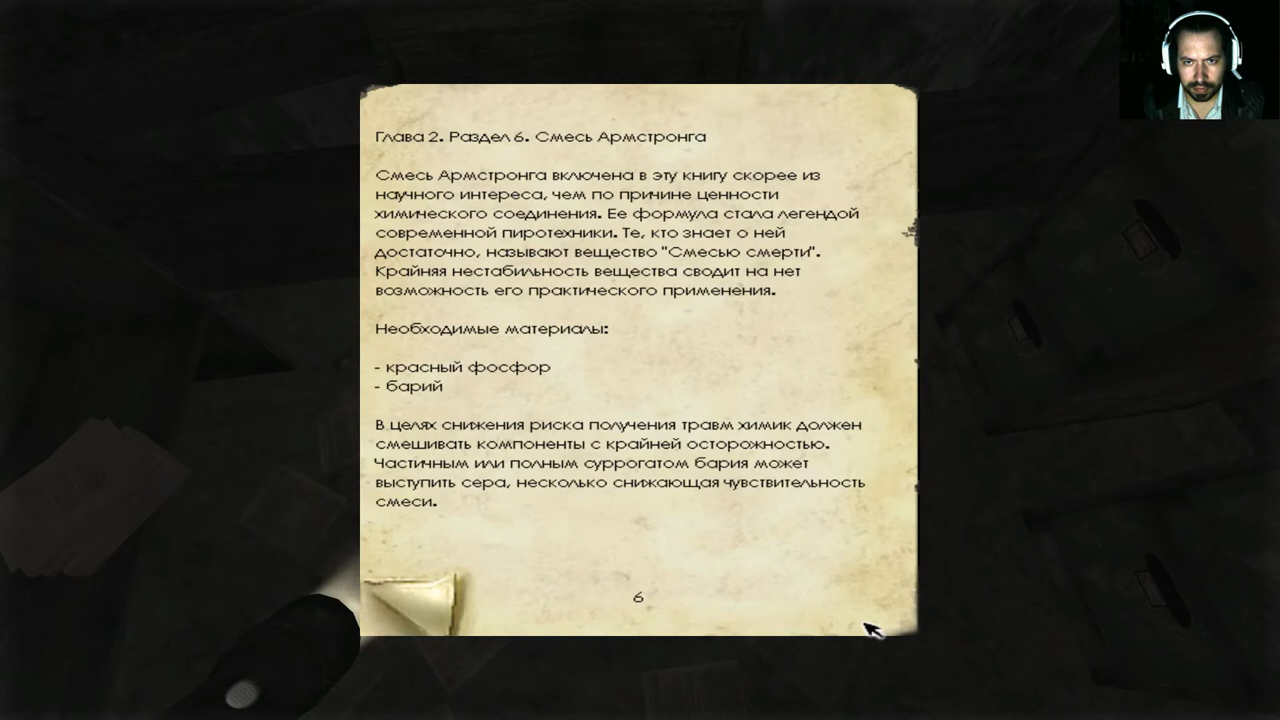 Глава 2. Раздел 6. Смесь Армстронга
Смесь Армстронга включена в эту книгу скорее из
научного интереса, чем по причине ценности
химического соединения. Ее формула стала легендой
современной пиротехники. Те, кто знает о ней
достаточно, называют вещество "Смесью смерти".
Крайняя нестабильность вещества сводит на нет
возможность его практического применения.
Необходимые материалы:
- красный фосфор
- барий
В целях снижения риска получения травм химик должен
смешивать компоненты с крайней осторожностью.
Частичным или полным суррогатом бария может
выступить сера, несколько снижающая чувствительность
смеси.
6